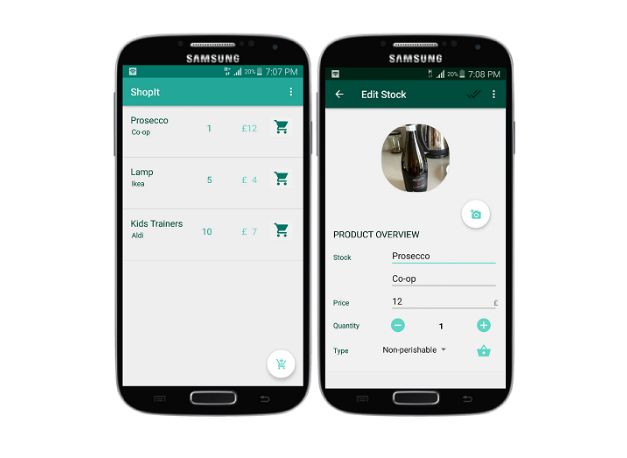 SAMSUNG
20% 7:07 PM
ShopIt
Prosecco
Co-op
1
£12
Lamp
Ikea
5
£ 4
Kids Trainers
Aldi
10
£ 7
SAMSUNG
20% 7:08 PM
Edit Stock
PRODUCT OVERVIEW
Stock Prosecco
Co-op
Price 12 £
Quantity 1
Type Non-perishable